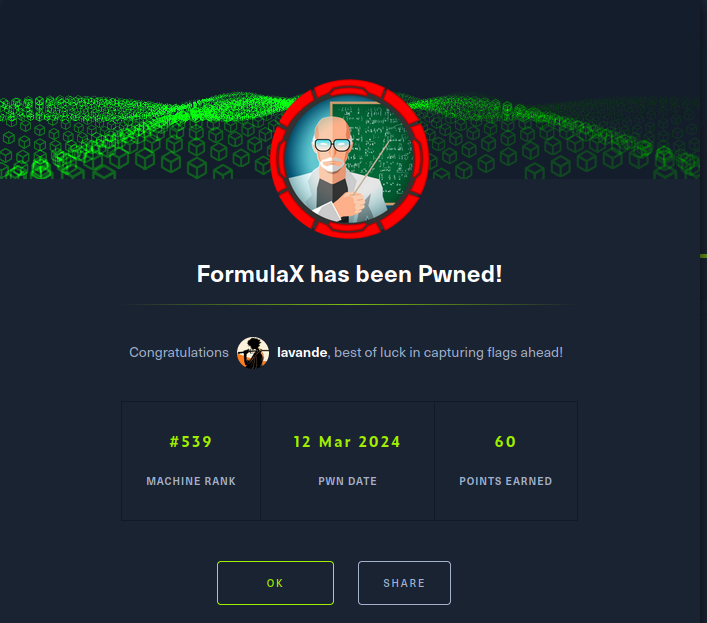 FormulaX has been Pwned!
Congratulations lavande, best of luck in capturing flags ahead!
#539 12 Mar 2024 60
MACHINE RANK PWN DATE POINTS EARNED
OK SHARE